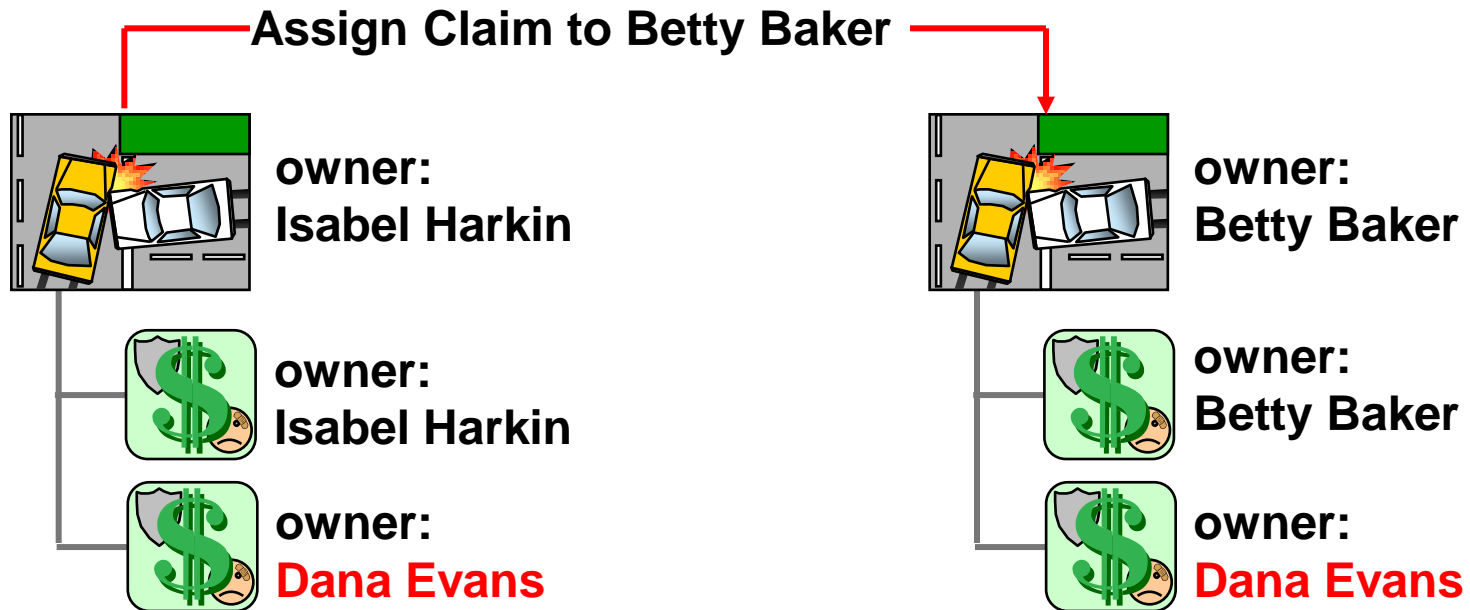 Assign Claim to Betty Baker
owner:
Isabel Harkin
owner:
Isabel Harkin
owner:
Dana Evans
owner:
Betty Baker
owner:
Betty Baker
owner:
Dana Evans